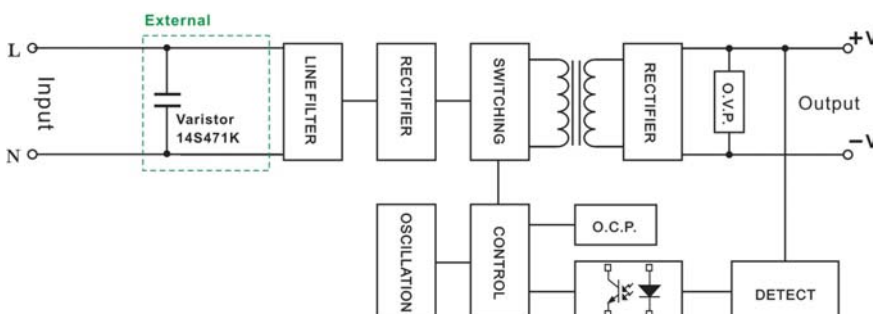 External
L
Input
N
Varistor
14S471K
LINE FILTER
RECTIFIER
SWITCHING
RECTIFIER
O.V.P.
+V
Output
−V
OSCILLATION
CONTROL
O.C.P.
DETECT